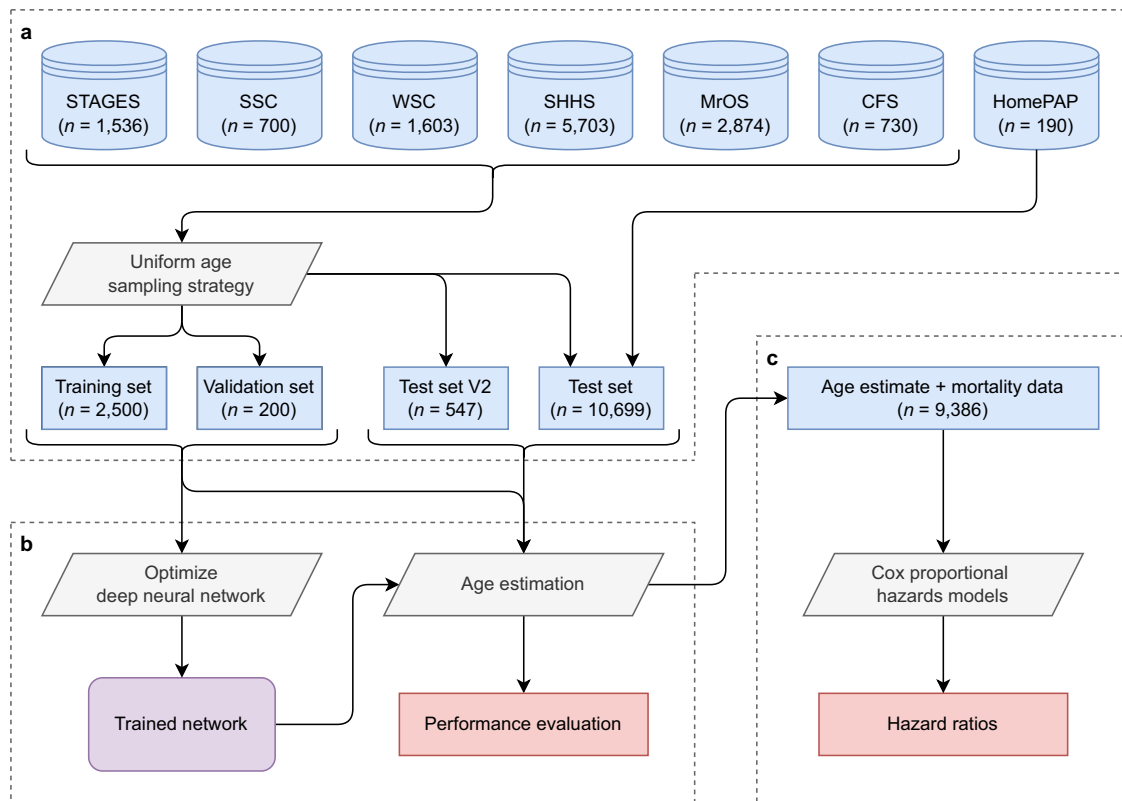 a
STAGES
(n = 1,536)
SSC
(n = 700)
WSC
(n = 1,603)
SHHS
(n = 5,703)
MrOS
(n = 2,874)
CFS
(n = 730)
HomePAP
(n = 190)
Uniform age
sampling strategy
Training set
(n = 2,500)
Validation set
(n = 200)
Test set V2
(n = 547)
Test set
(n = 10,699)
b
Optimize
deep neural network
Age estimation
Trained network
Performance evaluation
c
Age estimate + mortality data
(n = 9,386)
Cox proportional
hazards models
Hazard ratios